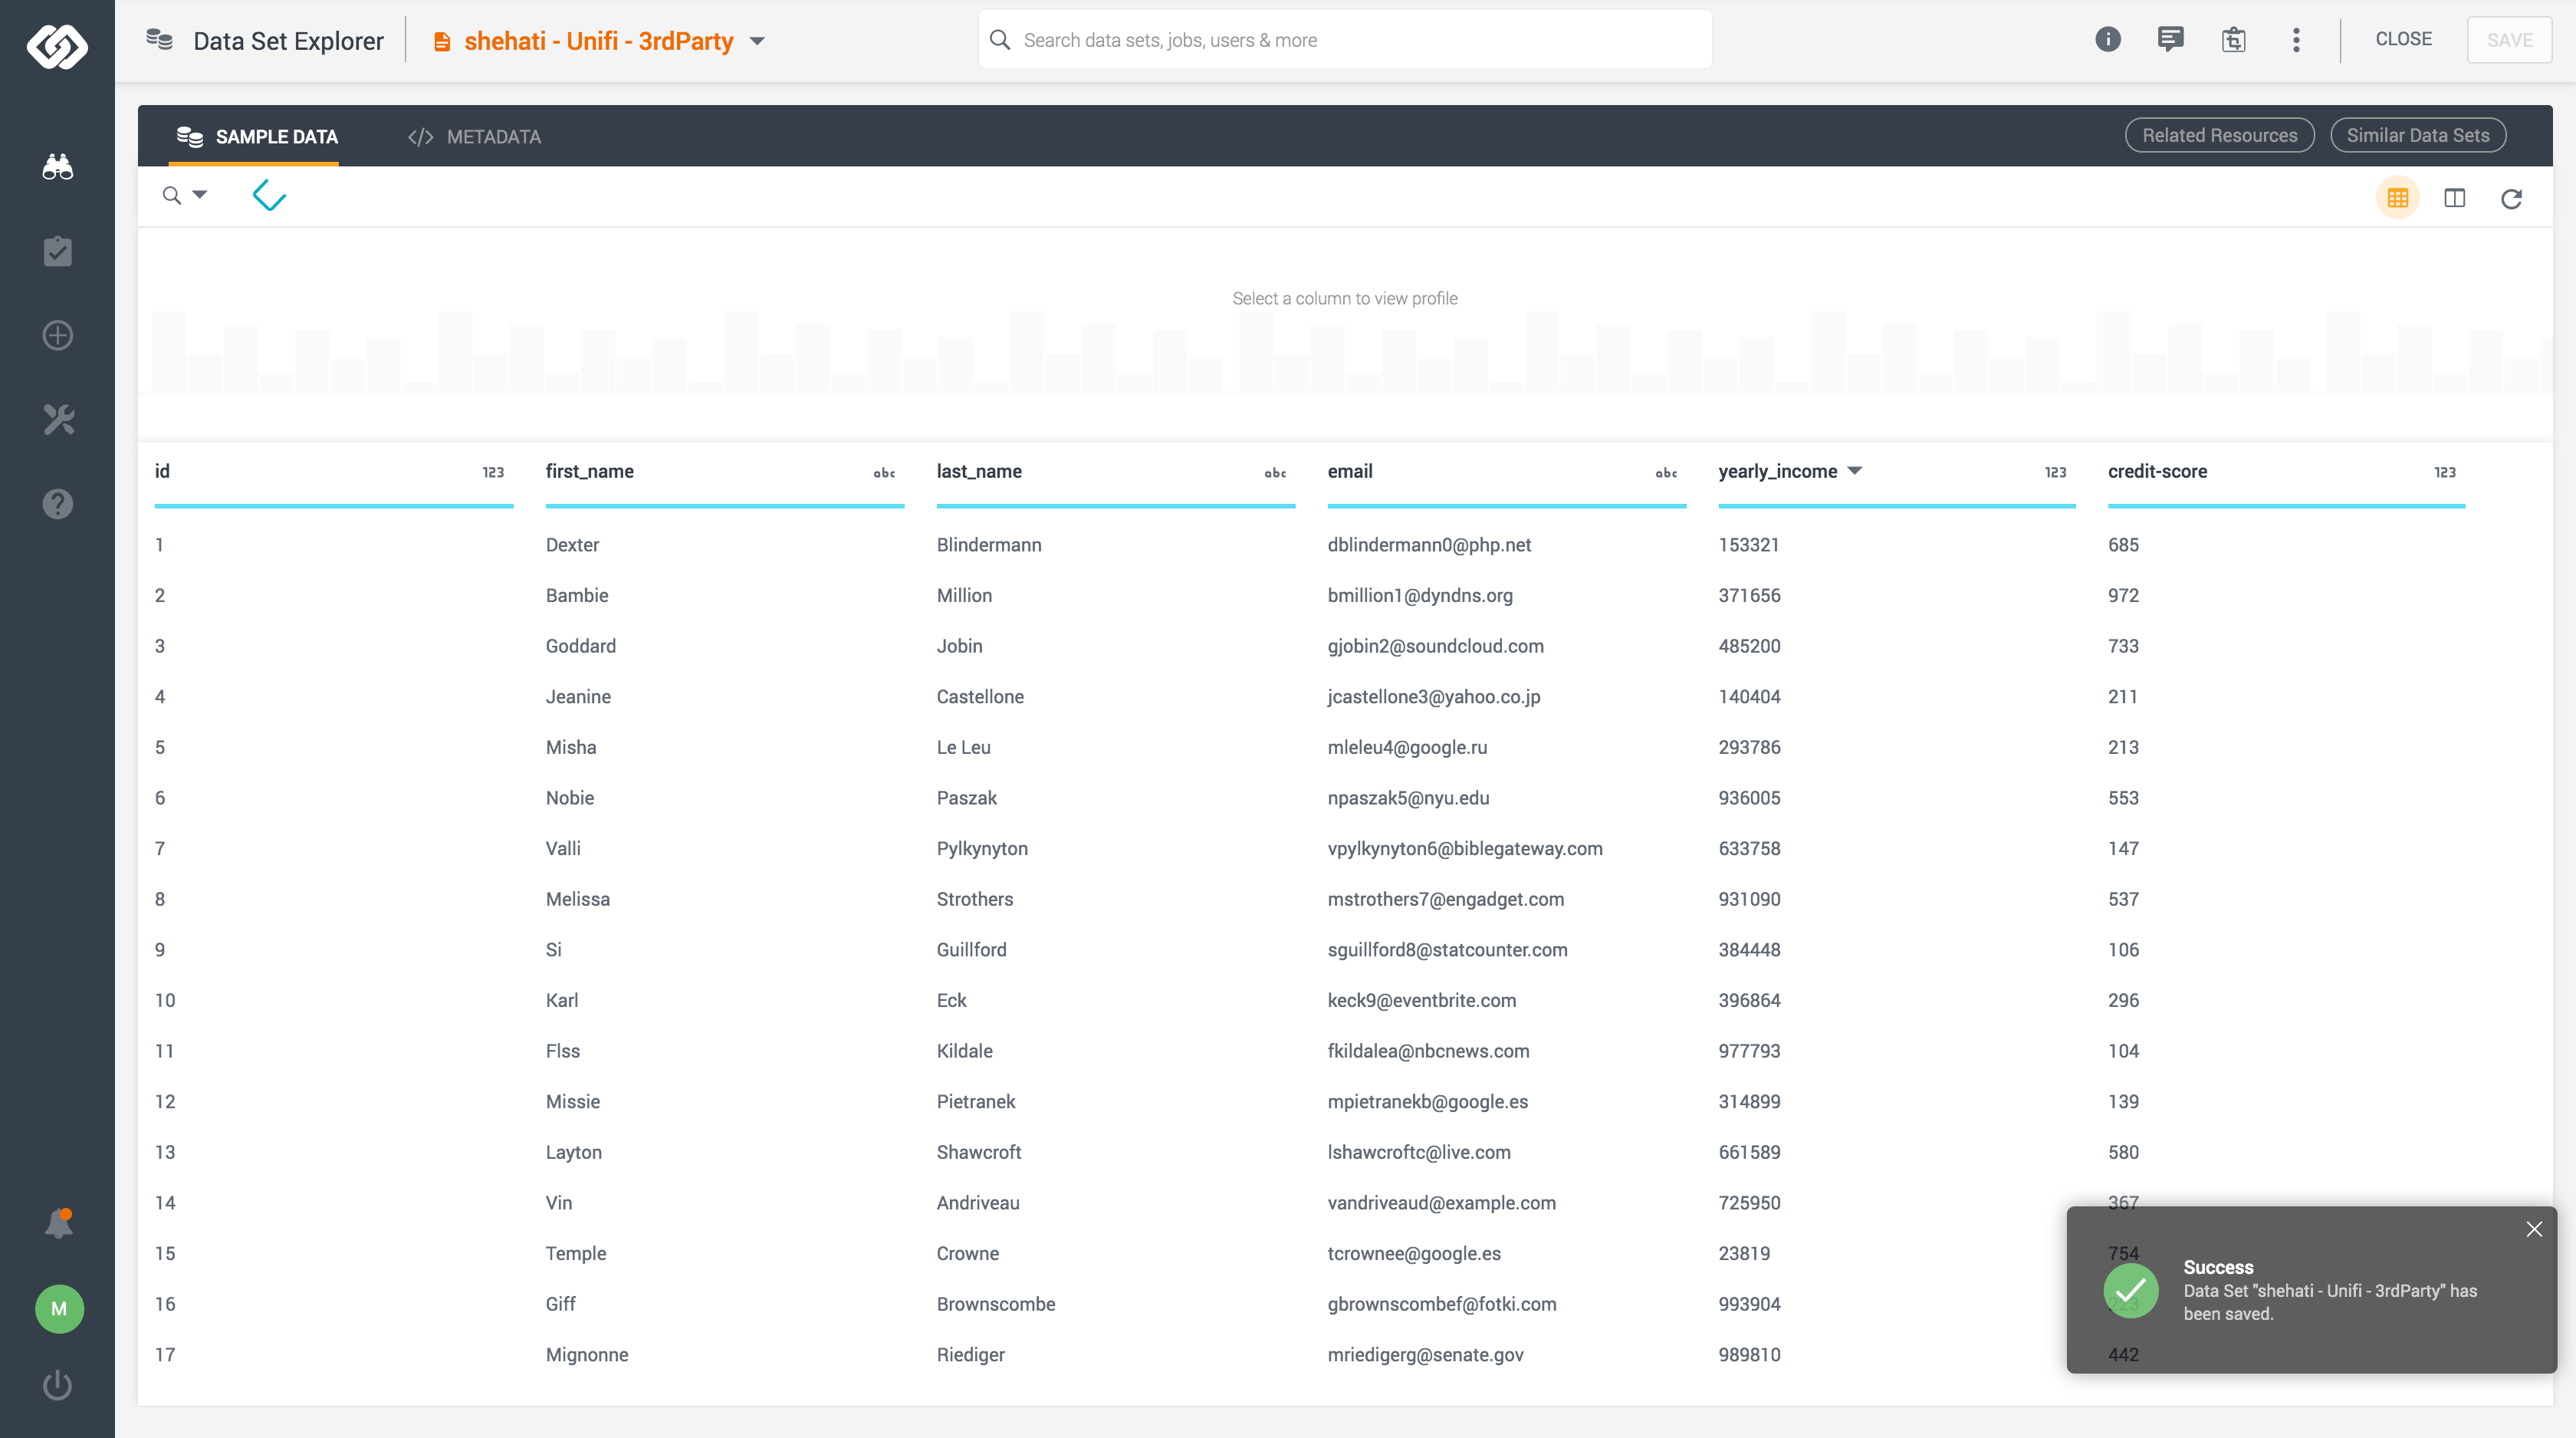 Data Set Explorer shehati - Unifi - 3rdParty Search data sets, jobs, users & more CLOSE SAVE
SAMPLE DATA METADATA Related Resources Similar Data Sets
Select a column to view profile
id 123 first_name abc last_name abc email abc yearly_income 123 credit-score 123
1 Dexter Blindermann dblindermann0@php.net 153321 685
2 Bambie Million bmillion1@dyndns.org 371656 972
3 Goddard Jobin gjobin2@soundcloud.com 485200 733
4 Jeanine Castellone jcastellone3@yahoo.co.jp 140404 211
5 Misha Le Leu mleleu4@google.ru 293786 213
6 Nobie Paszak npaszak5@nyu.edu 936005 553
7 Valli Pylkynyton vpylkynyton6@biblegateway.com 633758 147
8 Melissa Strothers mstrothers7@engadget.com 931090 537
9 Si Guillford sguillford8@statcounter.com 384448 106
10 Karl Eck keck9@eventbrite.com 396864 296
11 Flss Kildale fkildalea@nbcnews.com 977793 104
12 Missie Pietranek mpietranekb@google.es 314899 139
13 Layton Shawcroft lshawcroftc@live.com 661589 580
14 Vin Andriveau vandriveaud@example.com 725950 367
15 Temple Crowne tcrownee@google.es 23819 754
16 Giff Brownscombe gbrownscombef@fotki.com 993904 223
17 Mignonne Riediger mriedigerg@senate.gov 989810 442
Success
Data Set "shehati - Unifi - 3rdParty" has
been saved.
M